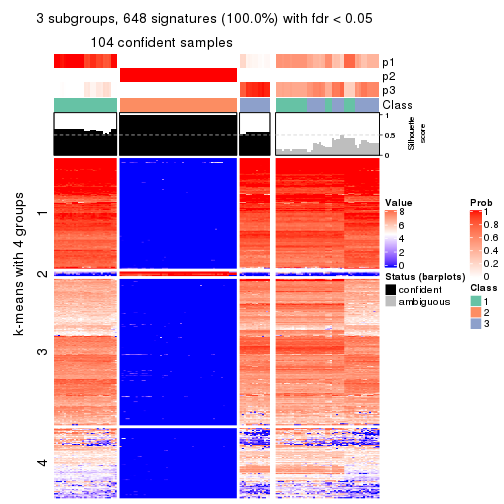 3 subgroups, 648 signatures (100.0%) with fdr < 0.05
104 confident samples
p1
p2
p3
Class
1
0.5
0
Silhouette
score
k-means with 4 groups
1
2
3
4
Value
8
6
4
2
0
Status (barplots)
confident
ambiguous
Prob
1
0.8
0.6
0.4
0.2
0
Class
1
2
3